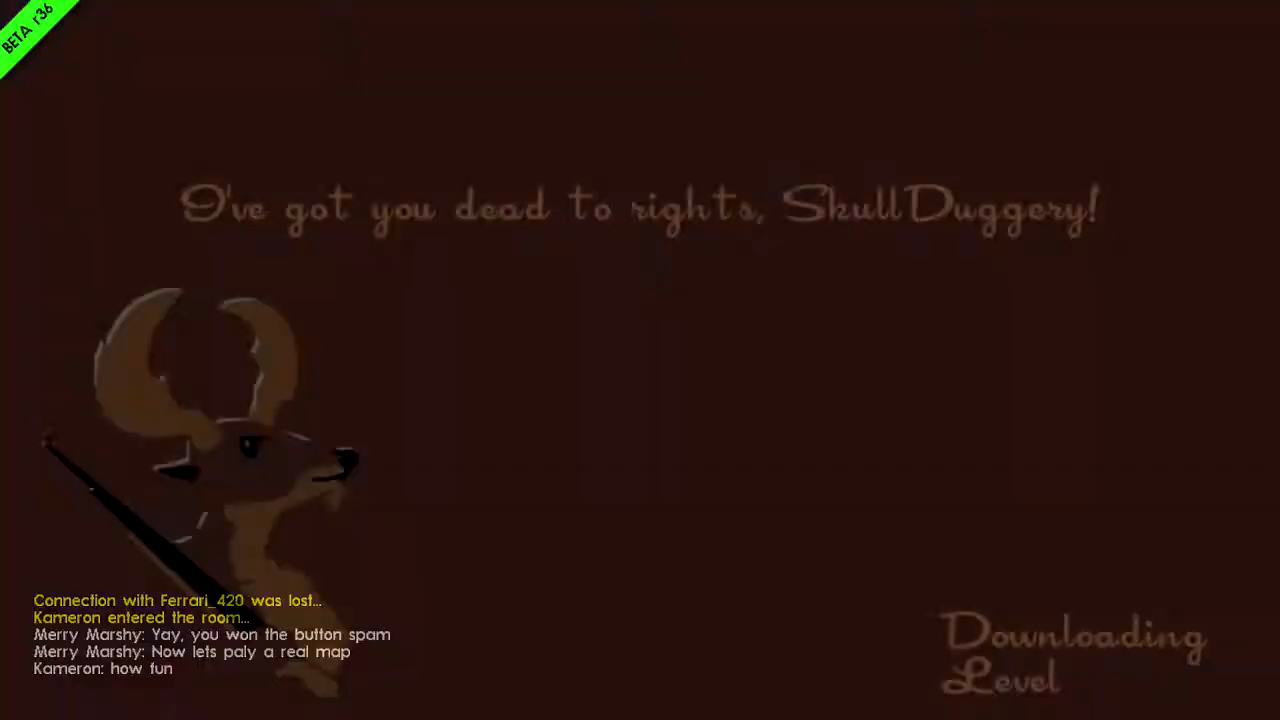 BETA r36
I've got you dead to rights, SkullDuggery!
Connection with Ferrari_420 was lost...
Kameron entered the room...
Merry Marshy: Yay, you won the button spam
Merry Marshy: Now lets paly a real map
Kameron: how fun
Downloading
Level